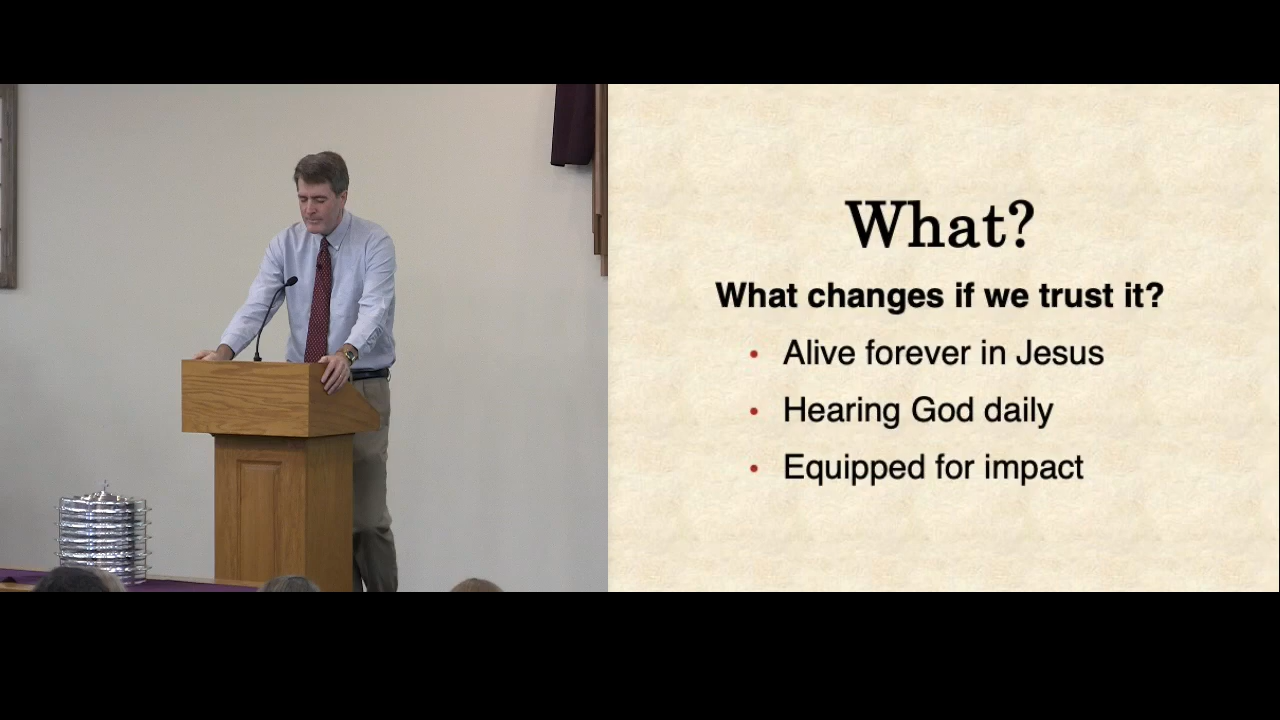 What?
What changes if we trust it?
• Alive forever in Jesus
• Hearing God daily
• Equipped for impact